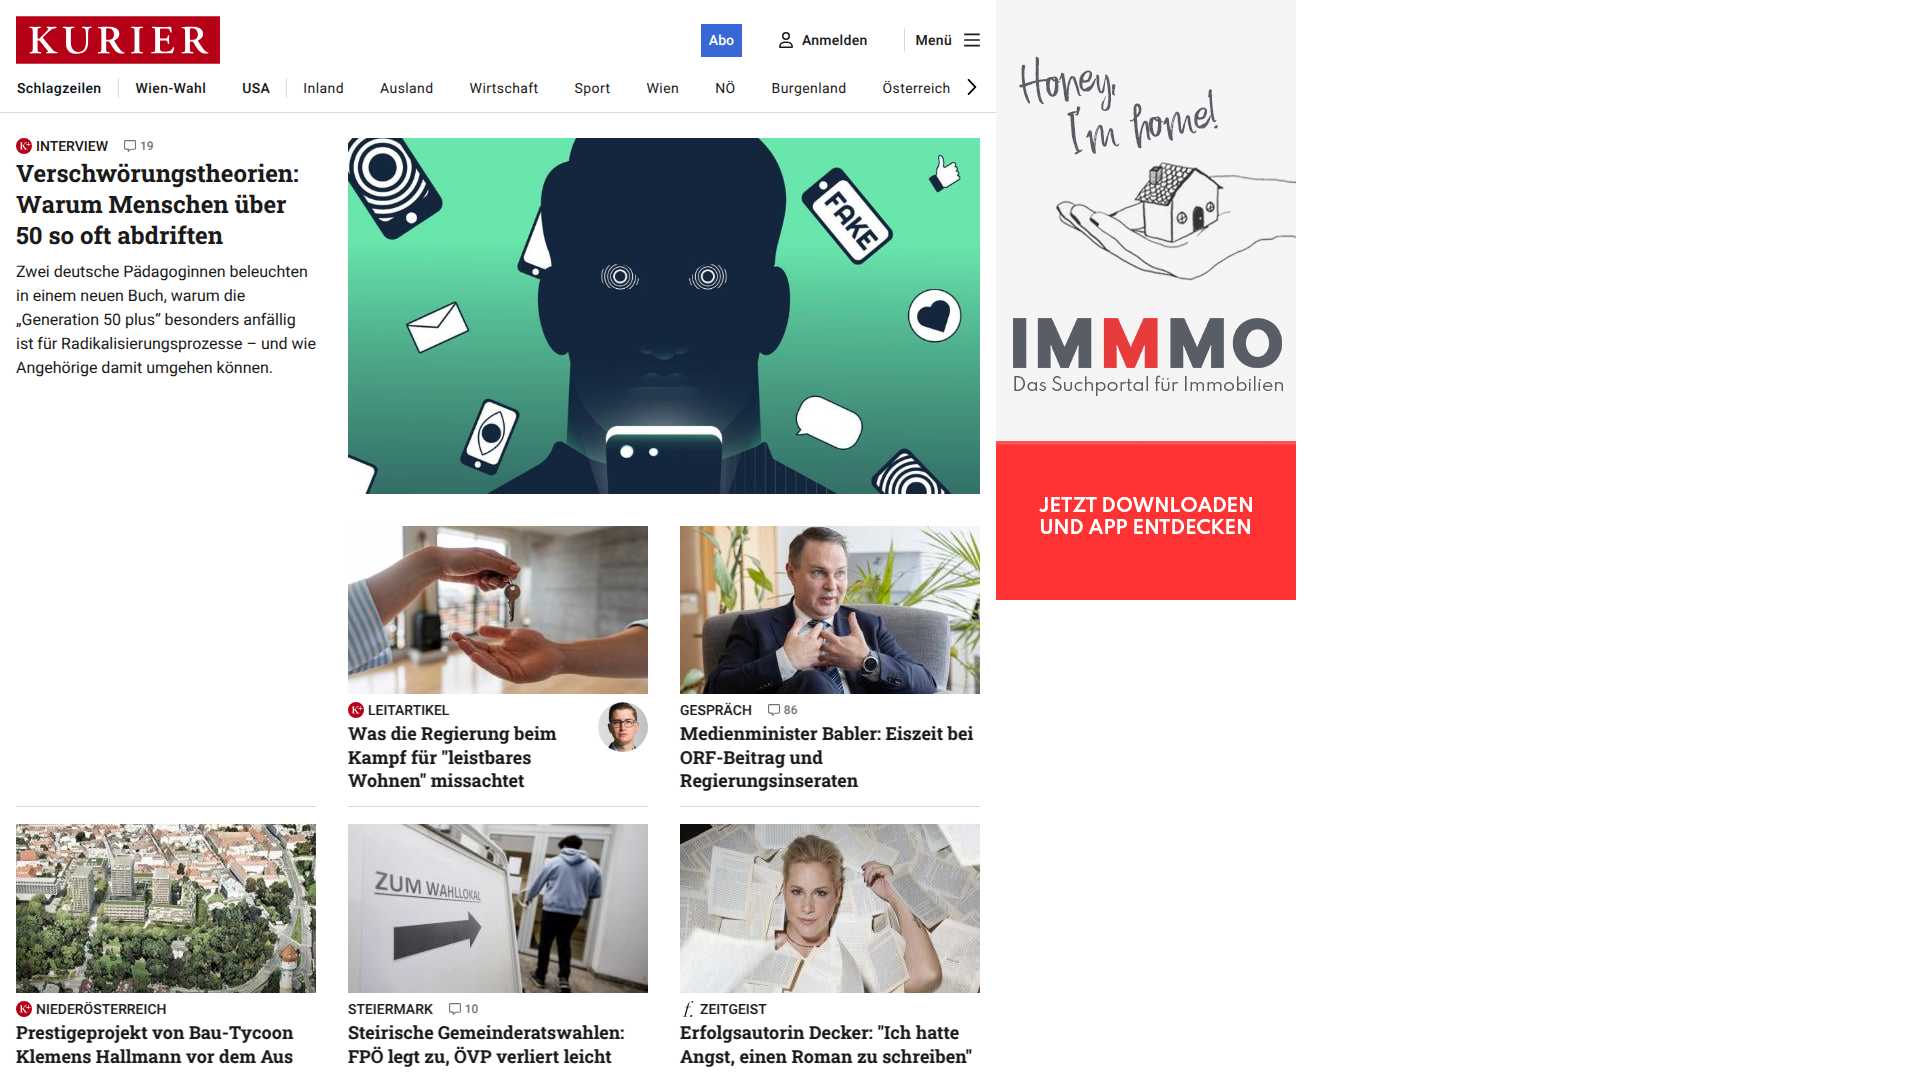 KURIER
Abo
Anmelden
Menü
Schlagzeilen
Wien-Wahl
USA
Inland
Ausland
Wirtschaft
Sport
Wien
NÖ
Burgenland
Österreich
K+ INTERVIEW 19
Verschwörungstheorien:
Warum Menschen über
50 so oft abdriften
Zwei deutsche Pädagoginnen beleuchten
in einem neuen Buch, warum die
„Generation 50 plus“ besonders anfällig
ist für Radikalisierungsprozesse – und wie
Angehörige damit umgehen können.
FAKE
K+ LEITARTIKEL
Was die Regierung beim
Kampf für "leistbares
Wohnen" missachtet
GESPRÄCH 86
Medienminister Babler: Eiszeit bei
ORF-Beitrag und
Regierungsinseraten
K+ NIEDERÖSTERREICH
Prestigeprojekt von Bau-Tycoon
Klemens Hallmann vor dem Aus
ZUM WAHLLOKAL
STEIERMARK 10
Steirische Gemeinderatswahlen:
FPÖ legt zu, ÖVP verliert leicht
f. ZEITGEIST
Erfolgsautorin Decker: "Ich hatte
Angst, einen Roman zu schreiben"
Honey,
I'm home!
IMMMO
Das Suchportal für Immobilien
JETZT DOWNLOADEN
UND APP ENTDECKEN